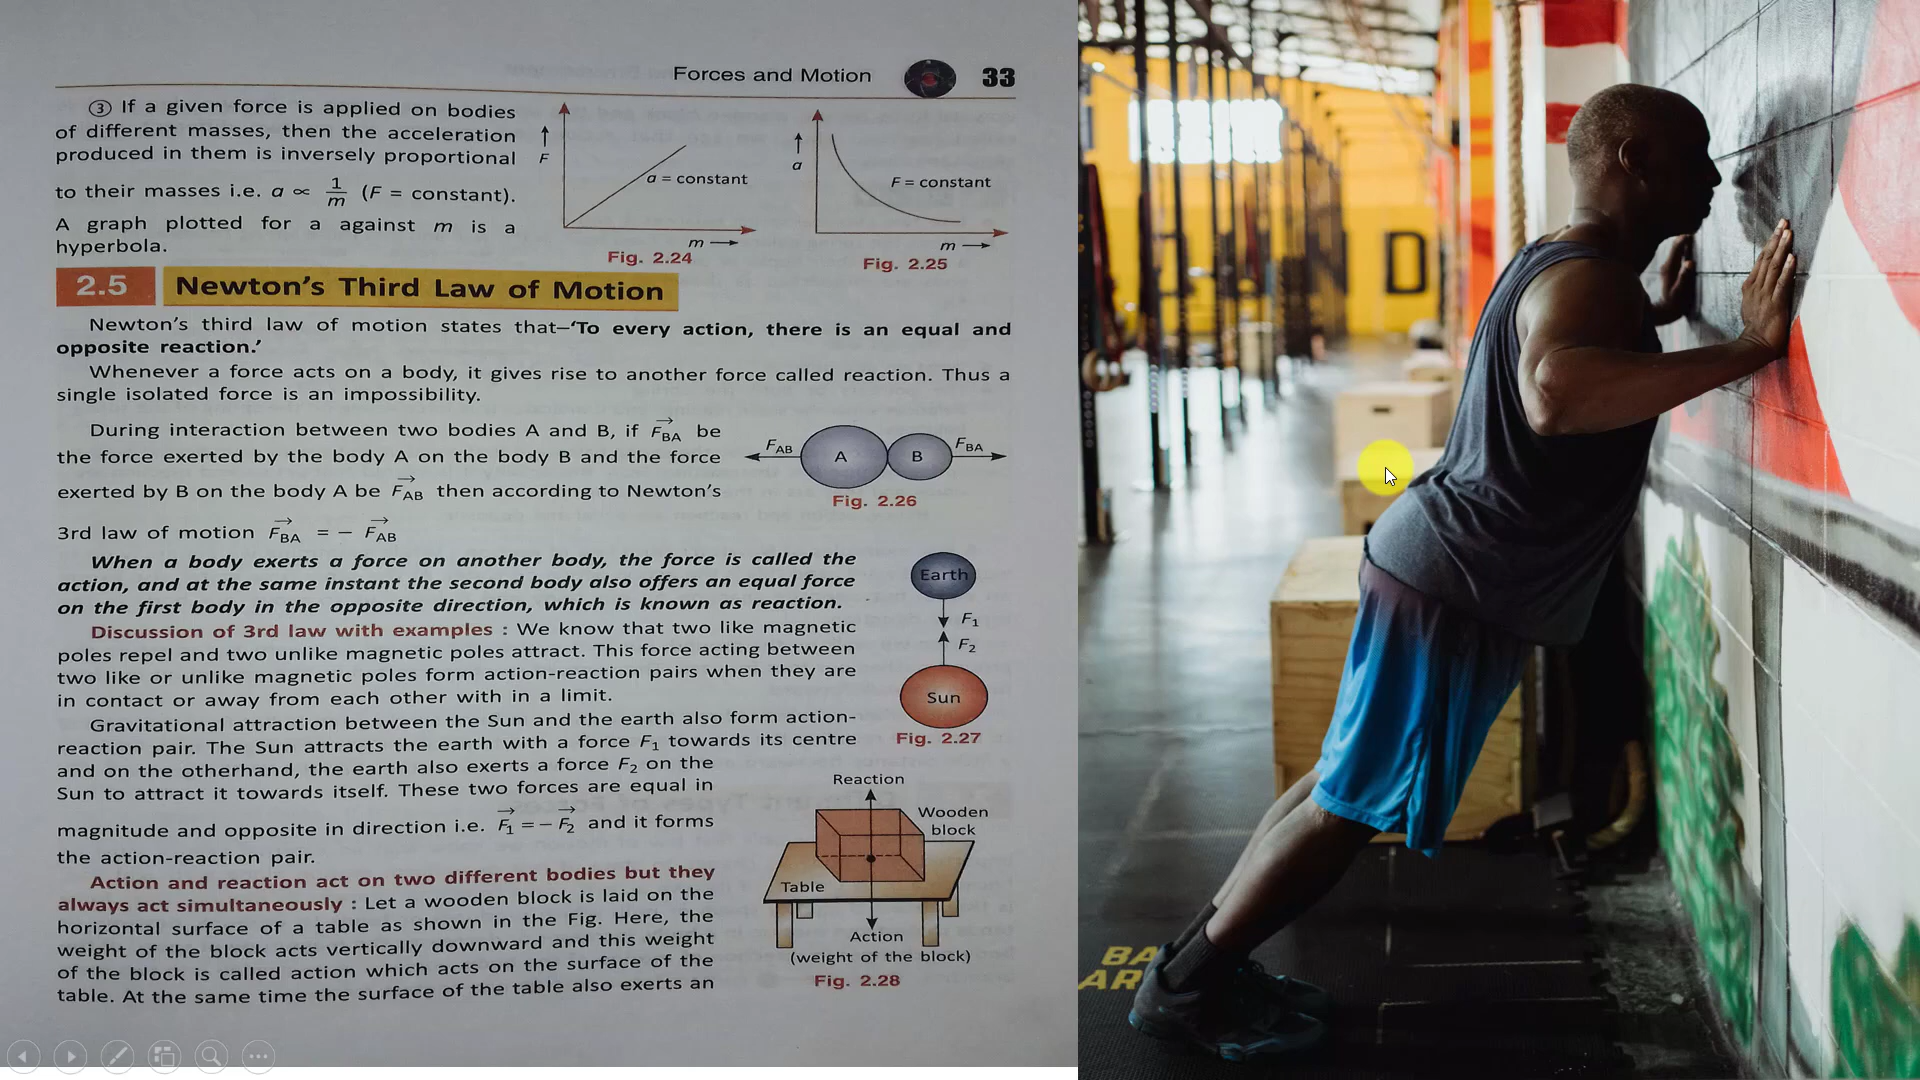 Forces and Motion 33
③ If a given force is applied on bodies
of different masses, then the acceleration
produced in them is inversely proportional
to their masses i.e. a ∝ 1/m (F = constant).
A graph plotted for a against m is a
hyperbola.
F
a = constant
m
Fig. 2.24
a
F = constant
m
Fig. 2.25
2.5 Newton's Third Law of Motion
Newton's third law of motion states that–'To every action, there is an equal and
opposite reaction.'
Whenever a force acts on a body, it gives rise to another force called reaction. Thus a
single isolated force is an impossibility.
During interaction between two bodies A and B, if F⃗BA be
the force exerted by the body A on the body B and the force
exerted by B on the body A be F⃗AB then according to Newton's
3rd law of motion F⃗BA = – F⃗AB
FAB A B FBA
Fig. 2.26
When a body exerts a force on another body, the force is called the
action, and at the same instant the second body also offers an equal force
on the first body in the opposite direction, which is known as reaction.
Discussion of 3rd law with examples : We know that two like magnetic
poles repel and two unlike magnetic poles attract. This force acting between
two like or unlike magnetic poles form action-reaction pairs when they are
in contact or away from each other with in a limit.
Earth
F1
F2
Sun
Fig. 2.27
Gravitational attraction between the Sun and the earth also form action-
reaction pair. The Sun attracts the earth with a force F1 towards its centre
and on the otherhand, the earth also exerts a force F2 on the
Sun to attract it towards itself. These two forces are equal in
magnitude and opposite in direction i.e. F⃗1 = – F⃗2 and it forms
the action-reaction pair.
Action and reaction act on two different bodies but they
always act simultaneously : Let a wooden block is laid on the
horizontal surface of a table as shown in the Fig. Here, the
weight of the block acts vertically downward and this weight
of the block is called action which acts on the surface of the
table. At the same time the surface of the table also exerts an
Reaction
Wooden
block
Table
Action
(weight of the block)
Fig. 2.28
D
BA
AR